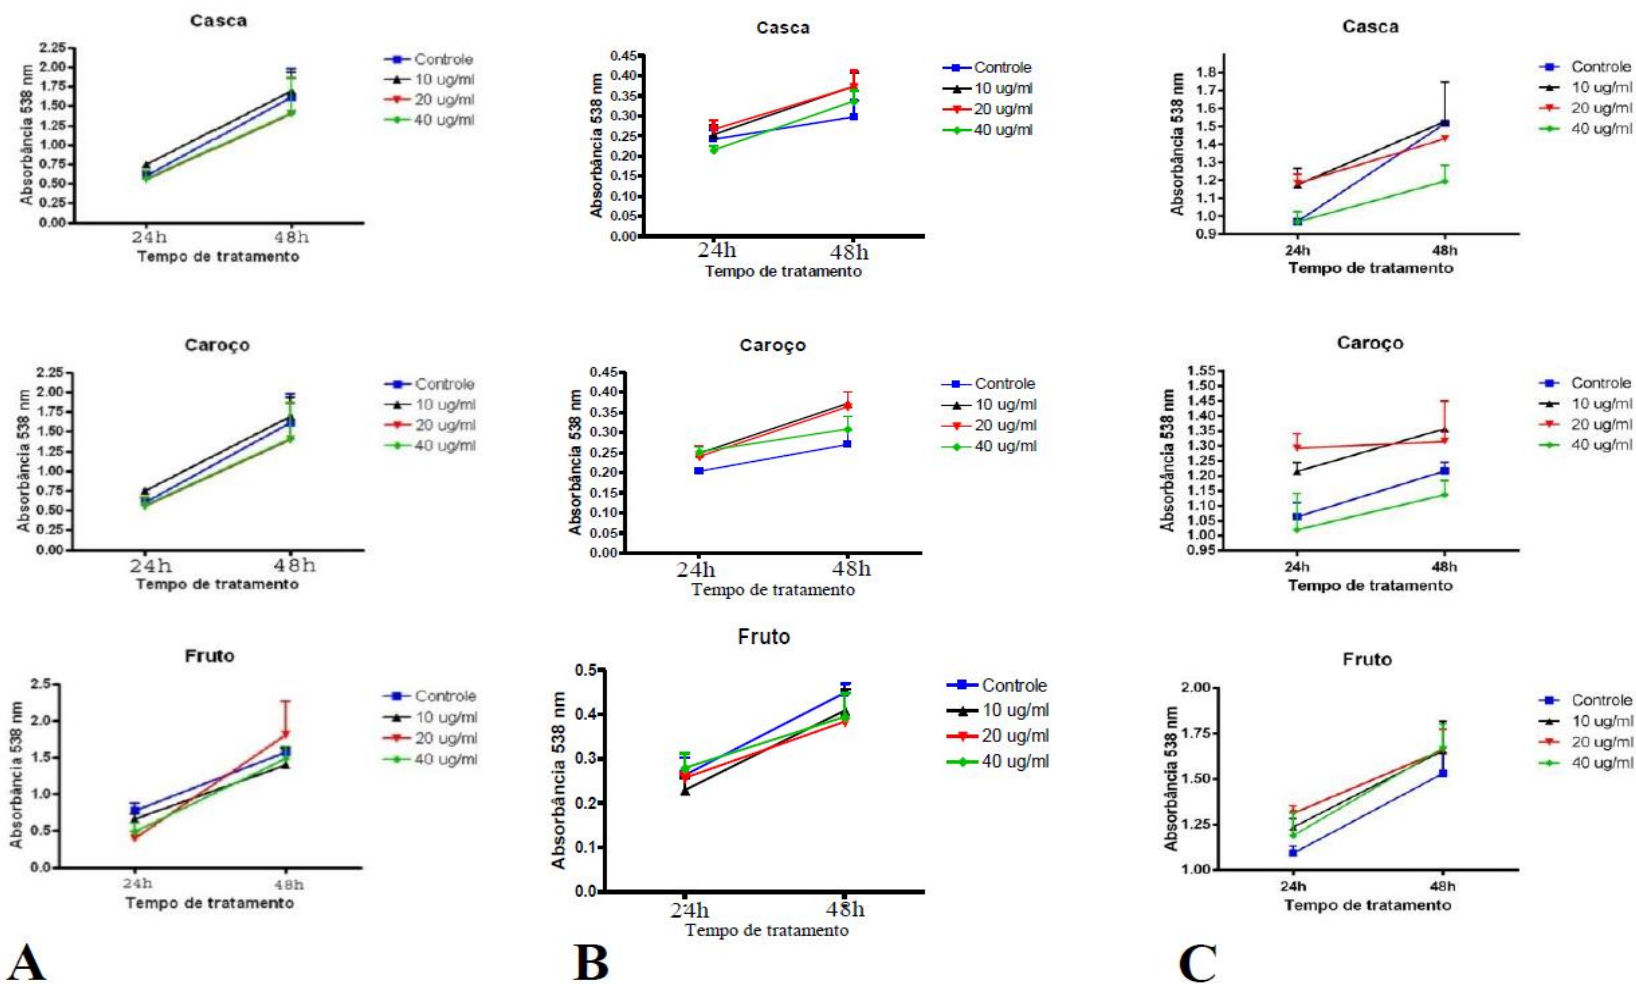 Casca
Absorbância 538 nm
2.25
2.00
1.75
1.50
1.25
1.00
0.75
0.50
0.25
0.00
24h
48h
Tempo de tratamento
Controle
10 ug/ml
20 ug/ml
40 ug/ml
Casca
Absorbância 538 nm
0.45
0.40
0.35
0.30
0.25
0.20
0.15
0.10
0.05
0.00
24h
48h
Tempo de tratamento
Controle
10 ug/ml
20 ug/ml
40 ug/ml
Casca
Absorbância 538 nm
1.8
1.7
1.6
1.5
1.4
1.3
1.2
1.1
1.0
0.9
24h
48h
Tempo de tratamento
Controle
10 ug/ml
20 ug/ml
40 ug/ml
Caroço
Absorbância 538 nm
2.25
2.00
1.75
1.50
1.25
1.00
0.75
0.50
0.25
0.00
24h
48h
Tempo de tratamento
Controle
10 ug/ml
20 ug/ml
40 ug/ml
Caroço
Absorbância 538 nm
0.45
0.40
0.35
0.30
0.25
0.20
0.15
0.10
0.05
0.00
24h
48h
Tempo de tratamento
Controle
10 ug/ml
20 ug/ml
40 ug/ml
Caroço
Absorbância 538 nm
1.55
1.50
1.45
1.40
1.35
1.30
1.25
1.20
1.15
1.10
1.05
1.00
0.95
24h
48h
Tempo de tratamento
Controle
10 ug/ml
20 ug/ml
40 ug/ml
Fruto
Absorbância 538 nm
2.5
2.0
1.5
1.0
0.5
0.0
24h
48h
Tempo de tratamento
Controle
10 ug/ml
20 ug/ml
40 ug/ml
Fruto
Absorbância 538 nm
0.5
0.4
0.3
0.2
0.1
0.0
24h
48h
Tempo de tratamento
Controle
10 ug/ml
20 ug/ml
40 ug/ml
Fruto
Absorbância 538 nm
2.00
1.75
1.50
1.25
1.00
24h
48h
Tempo de tratamento
Controle
10 ug/ml
20 ug/ml
40 ug/ml
A
B
C